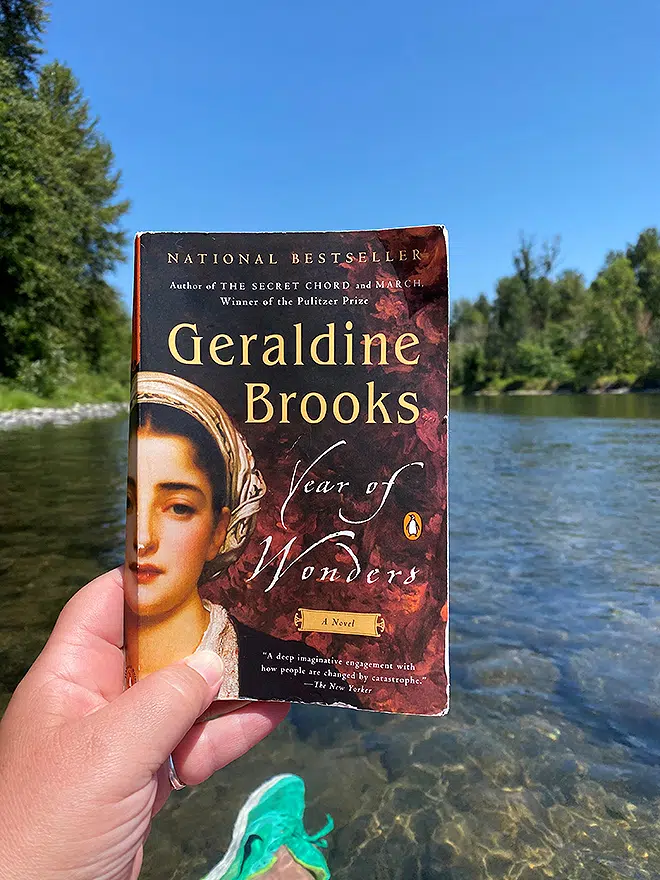 NATIONAL BESTSELLER
Author of THE SECRET CHORD and MARCH,
Winner of the Pulitzer Prize
Geraldine
Brooks
Year of
Wonders
A Novel
"A deep imaginative engagement with
how people are changed by catastrophe."
—The New Yorker